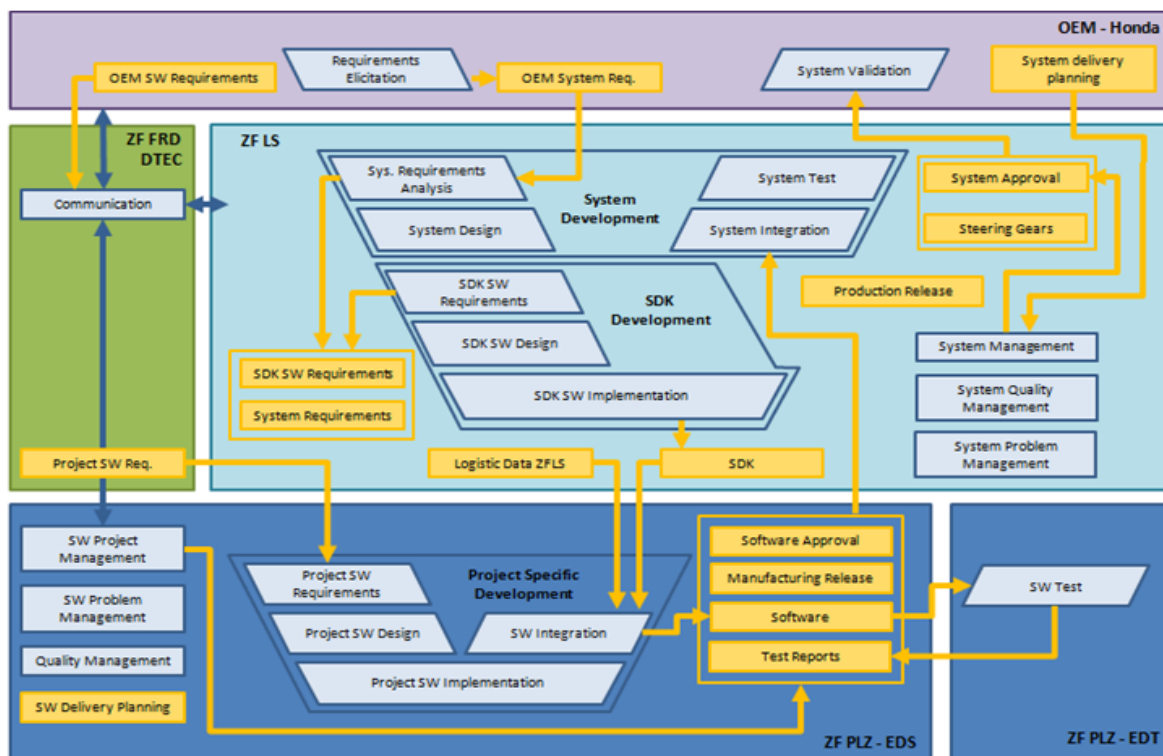 OEM - Honda
OEM SW Requirements
Requirements
Elicitation
OEM System Req.
System Validation
System delivery
planning
ZF FRD
DTEC
Communication
Project SW Req.
ZF LS
Sys. Requirements
Analysis
System Design
System
Development
System Test
System Integration
System Approval
Steering Gears
SDK SW
Requirements
SDK
Development
SDK SW Design
SDK SW Implementation
Production Release
SDK SW Requirements
System Requirements
System Management
System Quality
Management
System Problem
Management
Logistic Data ZFLS
SDK
SW Project
Management
SW Problem
Management
Quality Management
SW Delivery Planning
Project SW
Requirements
Project Specific
Development
Project SW Design
SW Integration
Project SW Implementation
Software Approval
Manufacturing Release
Software
Test Reports
ZF PLZ - EDS
SW Test
ZF PLZ - EDT